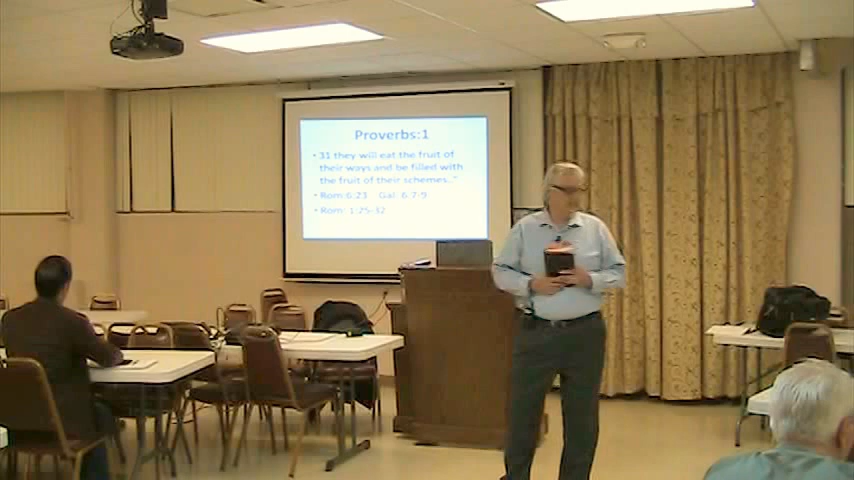 Proverbs:1
• 31 they will eat the fruit of
their ways and be filled with
the fruit of their schemes.."
• Rom 6:23 Gal. 6:7-9
• Rom: 1:25-32